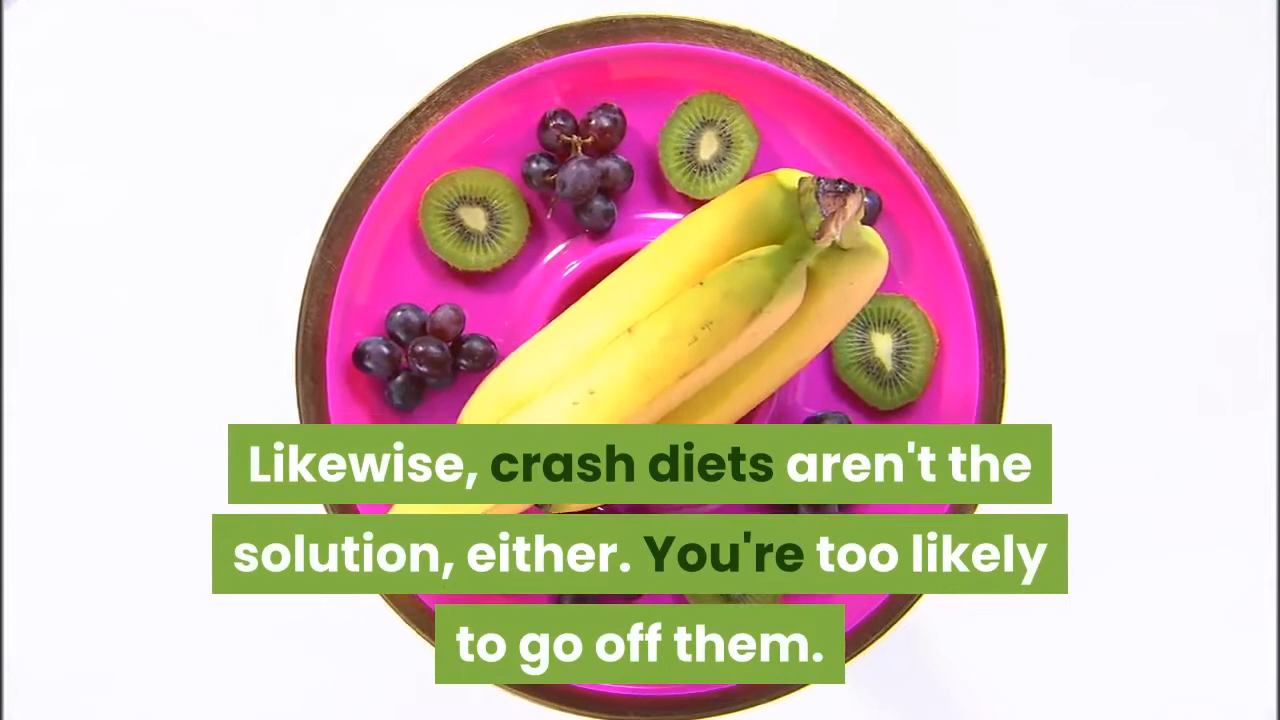 Likewise, crash diets aren't the
solution, either. You're too likely
to go off them.